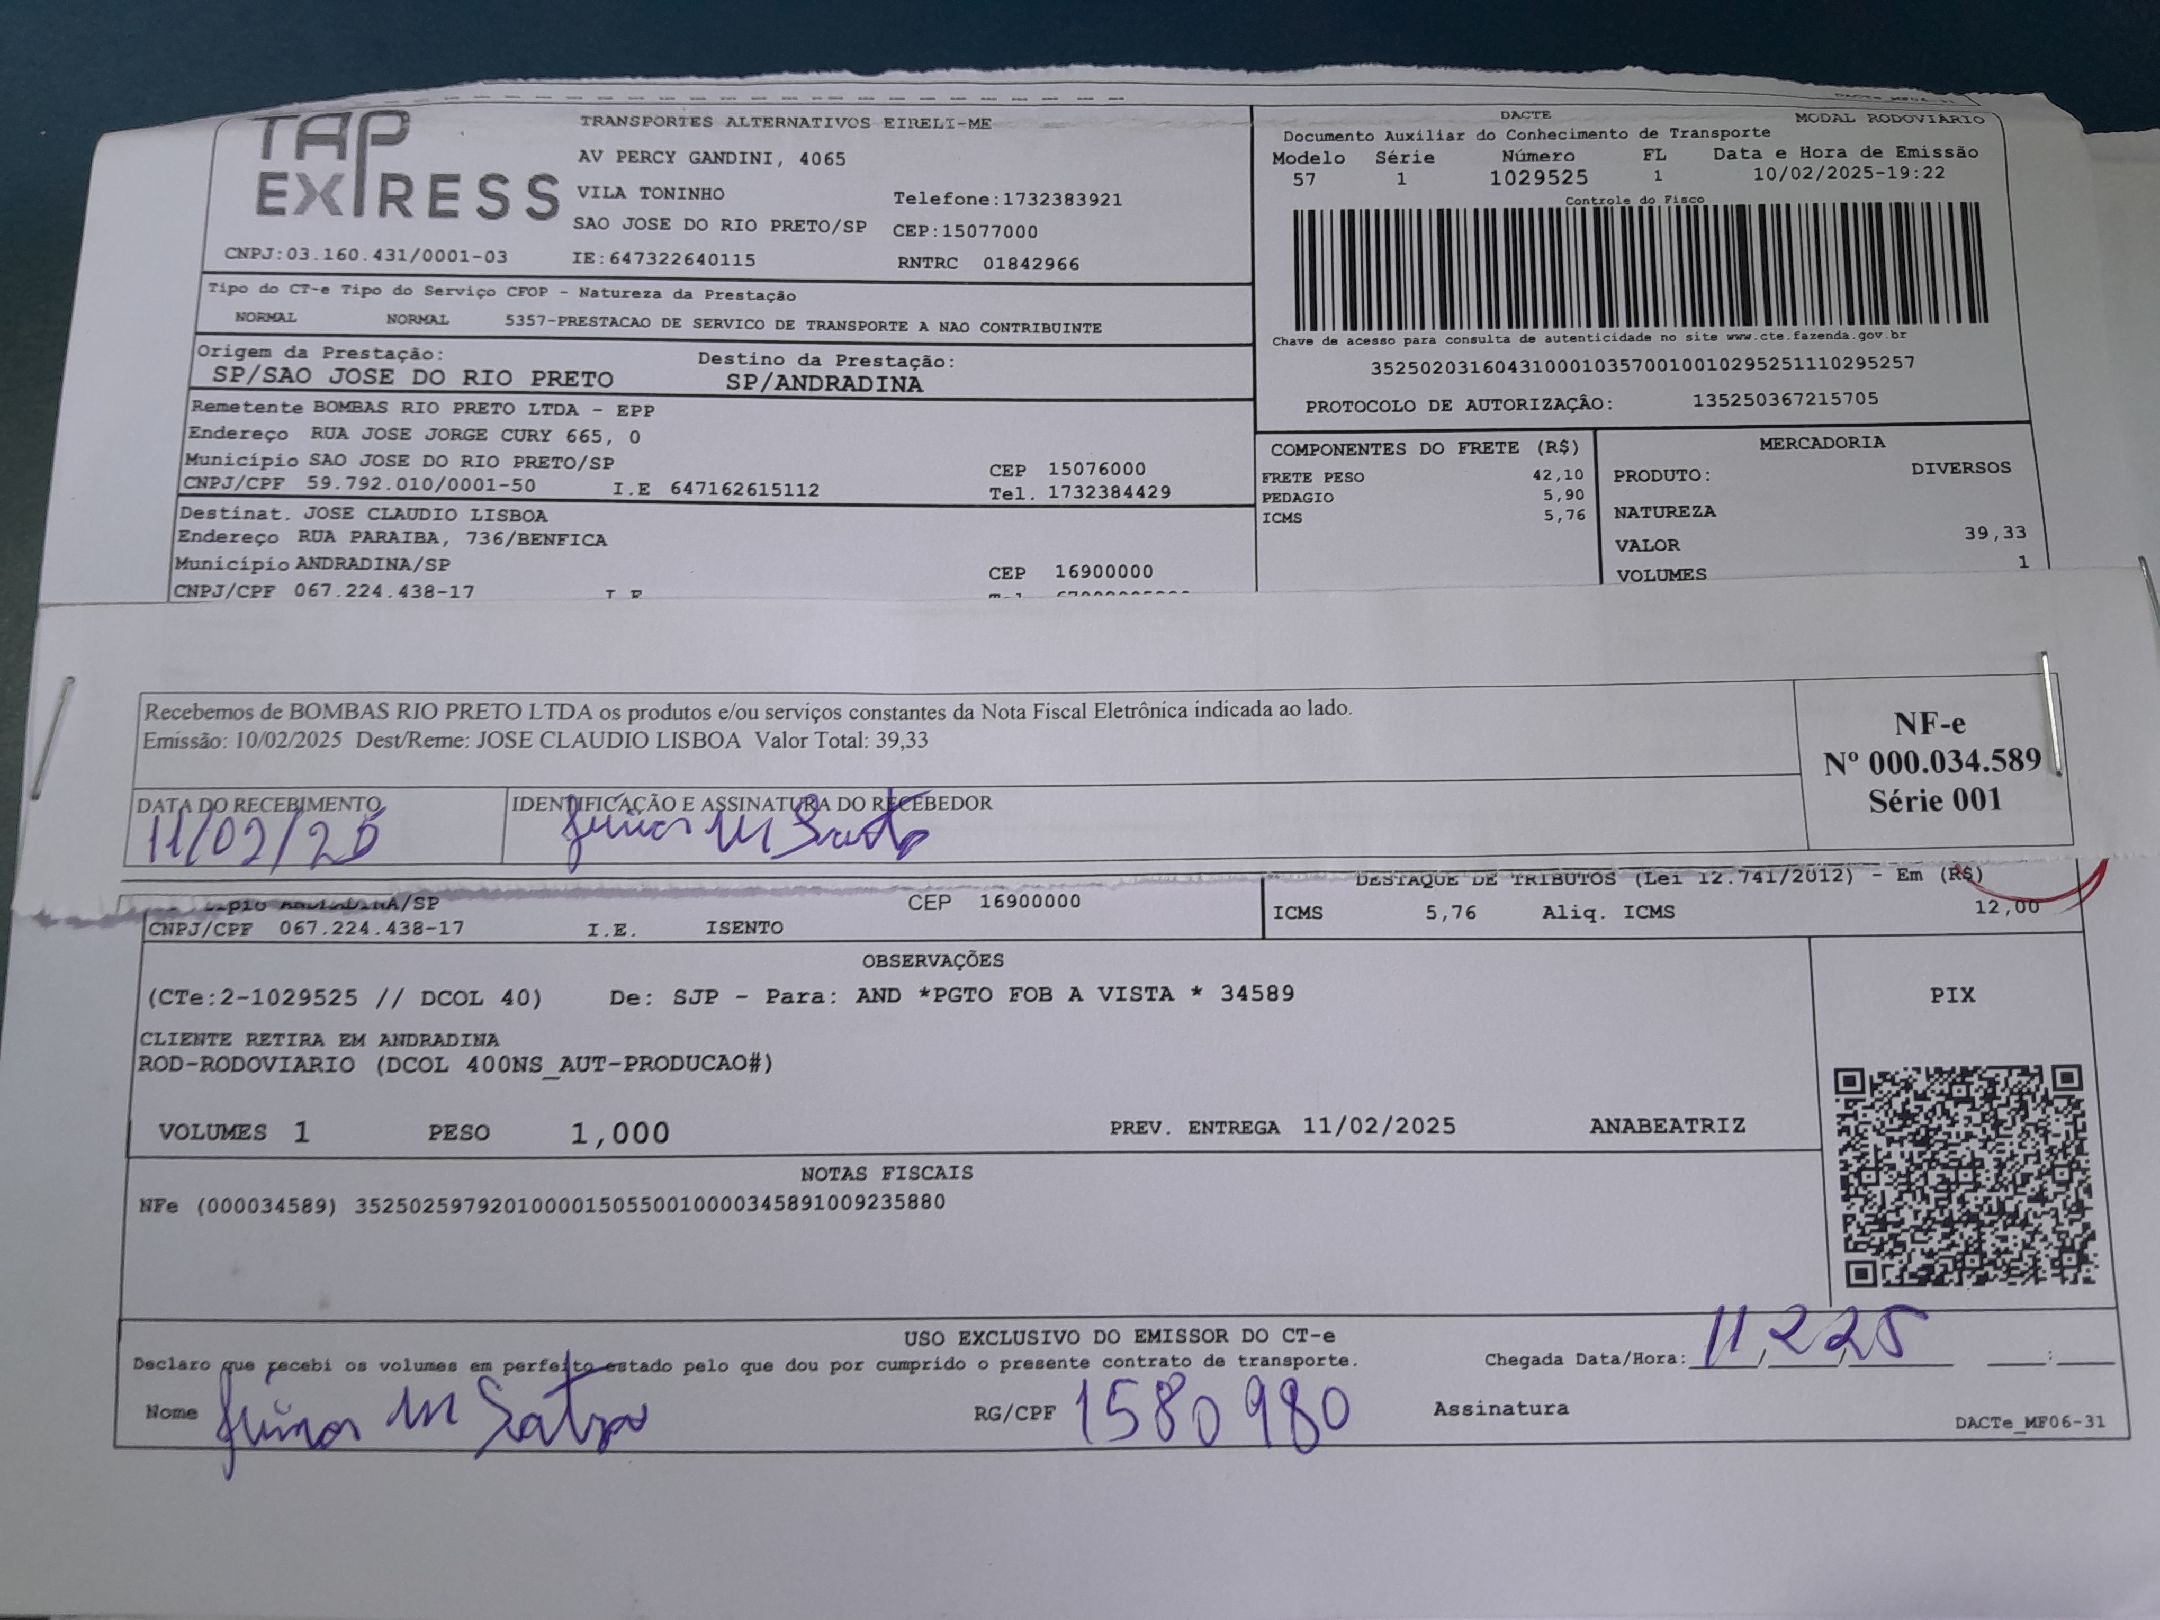 TAP EXPRESS
TRANSPORTES ALTERNATIVOS EIRELI-ME
AV PERCY GANDINI, 4065
VILA TONINHO Telefone:1732383921
SAO JOSE DO RIO PRETO/SP CEP:15077000
CNPJ:03.160.431/0001-03 IE:647322640115 RNTRC 01842966
DACTE MODAL RODOVIÁRIO
Documento Auxiliar do Conhecimento de Transporte
Modelo Série Número FL Data e Hora de Emissão
57 1 1029525 1 10/02/2025-19:22
Controle do Fisco
Chave de acesso para consulta de autenticidade no site www.cte.fazenda.gov.br
35250203160431000103570010010295251110295257
PROTOCOLO DE AUTORIZAÇÂO: 135250367215705
Tipo do CT-e Tipo do Serviço CFOP - Natureza da Prestação
NORMAL NORMAL 5357-PRESTACAO DE SERVICO DE TRANSPORTE A NAO CONTRIBUINTE
Origem da Prestação: Destino da Prestação:
SP/SAO JOSE DO RIO PRETO SP/ANDRADINA
Remetente BOMBAS RIO PRETO LTDA - EPP
Endereço RUA JOSE JORGE CURY 665, 0
Município SAO JOSE DO RIO PRETO/SP CEP 15076000
CNPJ/CPF 59.792.010/0001-50 I.E 647162615112 Tel. 1732384429
Destinat. JOSE CLAUDIO LISBOA
Endereço RUA PARAIBA, 736/BENFICA
Município ANDRADINA/SP CEP 16900000
CNPJ/CPF 067.224.438-17
COMPONENTES DO FRETE (R$)
FRETE PESO 42,10
PEDAGIO 5,90
ICMS 5,76
MERCADORIA
PRODUTO: DIVERSOS
NATUREZA
VALOR 39,33
VOLUMES 1
Recebemos de BOMBAS RIO PRETO LTDA os produtos e/ou serviços constantes da Nota Fiscal Eletrônica indicada ao lado.
Emissão: 10/02/2025 Dest/Reme: JOSE CLAUDIO LISBOA Valor Total: 39,33
NF-e
Nº 000.034.589
Série 001
DATA DO RECEBIMENTO IDENTIFICAÇÃO E ASSINATURA DO RECEBEDOR
11/02/25
DESTAQUE DE TRIBUTOS (Lei 12.741/2012) - Em (R$)
ICMS 5,76 Aliq. ICMS 12,00
CEP 16900000
CNPJ/CPF 067.224.438-17 I.E. ISENTO
OBSERVAÇÕES
(CTe:2-1029525 // DCOL 40) De: SJP - Para: AND *PGTO FOB A VISTA * 34589
CLIENTE RETIRA EM ANDRADINA
ROD-RODOVIARIO (DCOL 400NS_AUT-PRODUCAO#)
VOLUMES 1 PESO 1,000 PREV. ENTREGA 11/02/2025 ANABEATRIZ
PIX
NOTAS FISCAIS
NFe (000034589) 35250259792010000150550010000345891009235880
USO EXCLUSIVO DO EMISSOR DO CT-e
Declaro que recebi os volumes em perfeito estado pelo que dou por cumprido o presente contrato de transporte. Chegada Data/Hora: 11, 2 25
Nome RG/CPF 1580980 Assinatura
DACTe_MF06-31